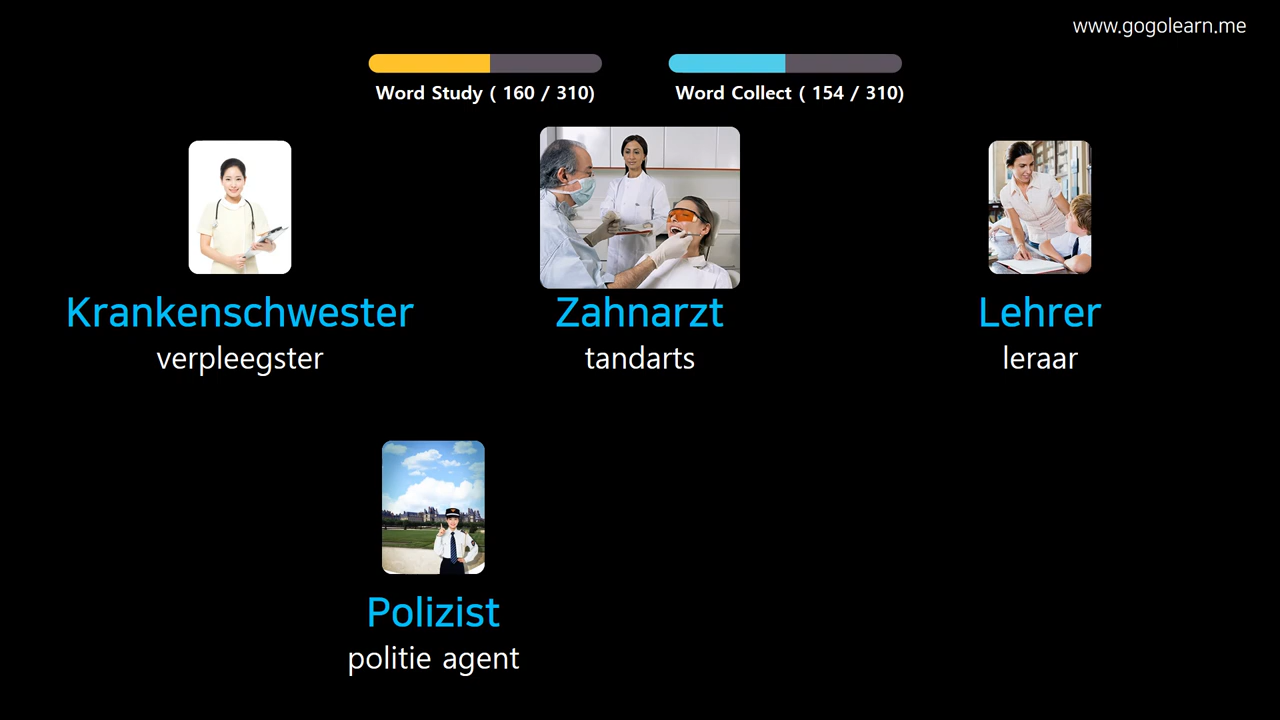 www.gogolearn.me
Word Study ( 160 / 310)
Word Collect ( 154 / 310)
Krankenschwester
verpleegster
Zahnarzt
tandarts
Lehrer
leraar
Polizist
politie agent